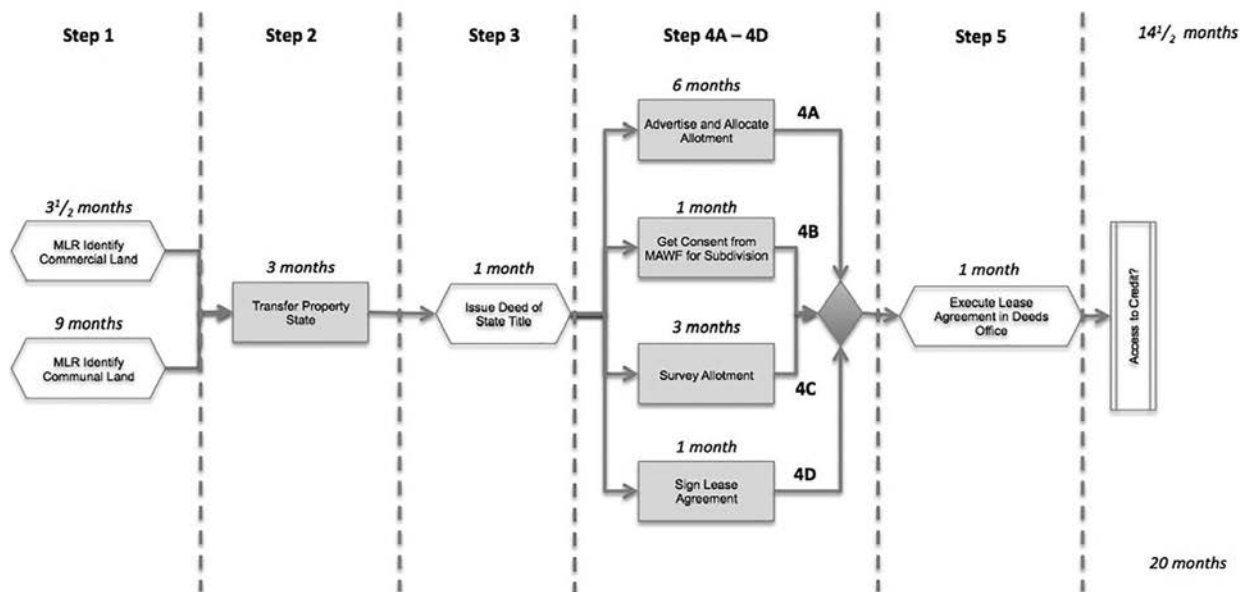 Step 1
Step 2
Step 3
Step 4A – 4D
Step 5
14 1/2 months
3 1/2 months
MLR Identify
Commercial Land
9 months
MLR Identify
Communal Land
3 months
Transfer Property
State
1 month
Issue Deed of
State Title
6 months
Advertise and Allocate
Allotment
4A
1 month
Get Consent from
MAWF for Subdivision
4B
3 months
Survey Allotment
4C
1 month
Sign Lease
Agreement
4D
1 month
Execute Lease
Agreement in Deeds
Office
Access to Credit?
20 months